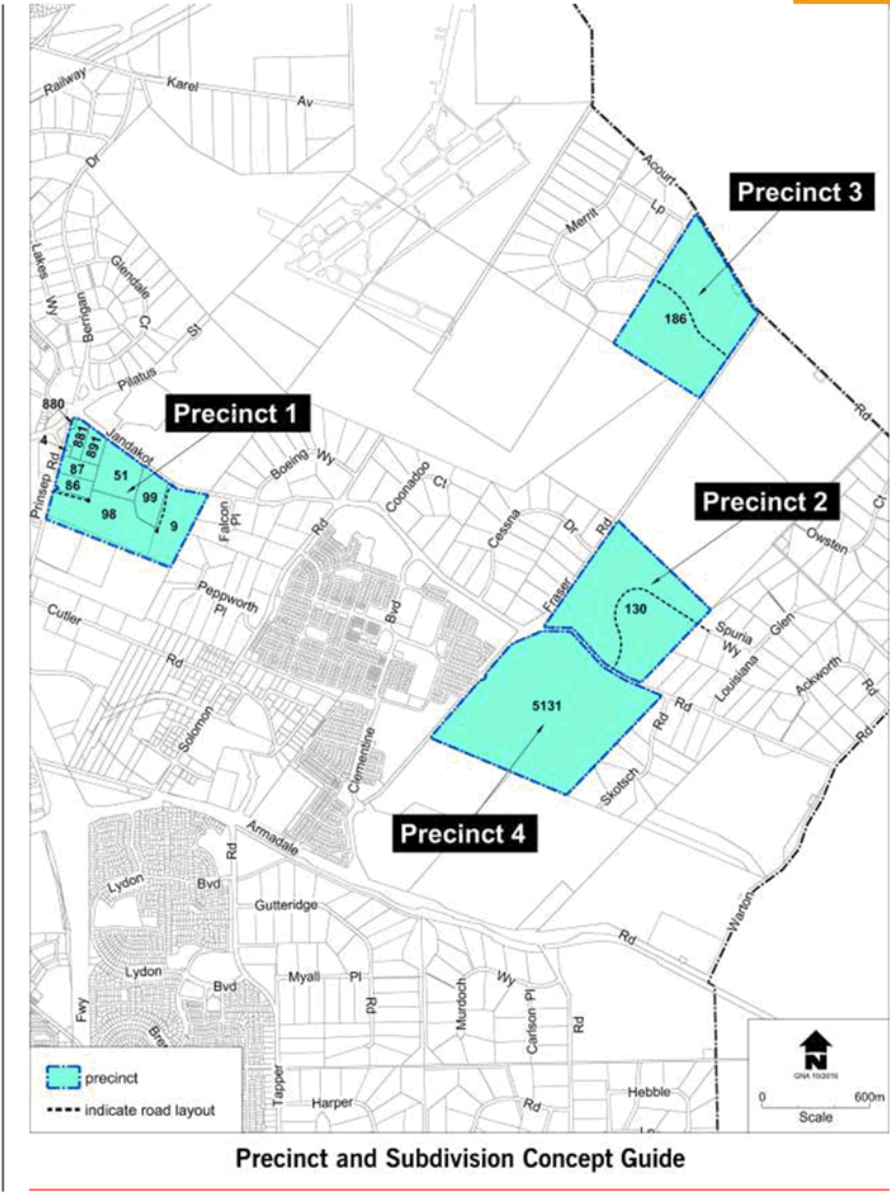 Railway
Karel
Av
Dr
Acourt
Precinct 3
Merrit
Lp
Lakes
Wy
Berrigan
Glendale
Cr
St
Pilatus
186
Rd
880
Precinct 1
4
881
891
Jandakot
87
51
86
99
98
9
Prinsep Rd
Boeing Wy
Coonadoo
Ct
Falcon
Pl
Rd
Cessna
Dr
Rd
Fraser
Precinct 2
Owsten
Ct
130
Spuria
Wy
Glen
Louisiana
Ackworth
Rd
Peppworth
Pl
Bvd
Cutler
Rd
Solomon
Clementine
5131
Rd
Rd
Skotsch
Rd
Precinct 4
Armadale
Rd
Lydon
Bvd
Gutteridge
Rd
Warton
Lydon
Bvd
Myall
Pl
Rd
Murdoch
Wy
Carlson Pl
Rd
Fwy
Bre
Tapper
Harper
Rd
Hebble
Lp
precinct
indicate road layout
N
GNA 10/2019
0
600m
Scale
Precinct and Subdivision Concept Guide